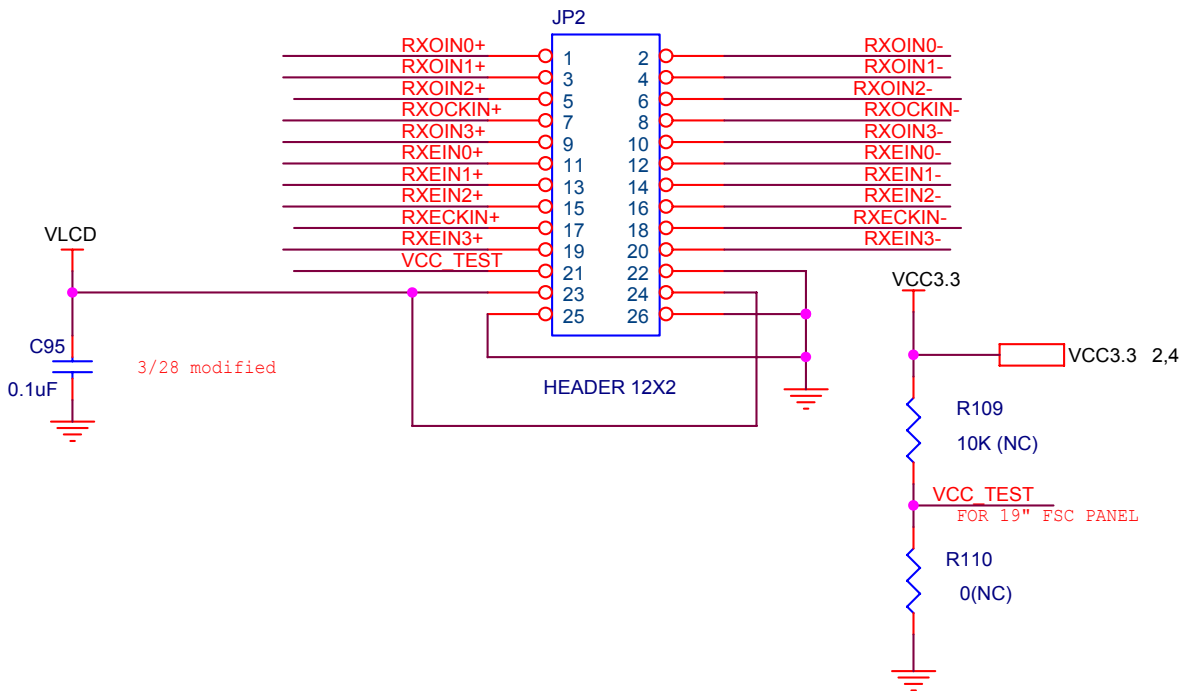 JP2
RXOIN0+ 1 2 RXOIN0-
RXOIN1+ 3 4 RXOIN1-
RXOIN2+ 5 6 RXOIN2-
RXOCKIN+ 7 8 RXOCKIN-
RXOIN3+ 9 10 RXOIN3-
RXEIN0+ 11 12 RXEIN0-
RXEIN1+ 13 14 RXEIN1-
RXEIN2+ 15 16 RXEIN2-
RXECKIN+ 17 18 RXECKIN-
RXEIN3+ 19 20 RXEIN3-
VCC_TEST 21 22
VLCD
23 24
25 26
VCC3.3
VCC3.3 2,4
C95
0.1uF
3/28 modified
HEADER 12X2
R109
10K (NC)
VCC_TEST
FOR 19" FSC PANEL
R110
0(NC)